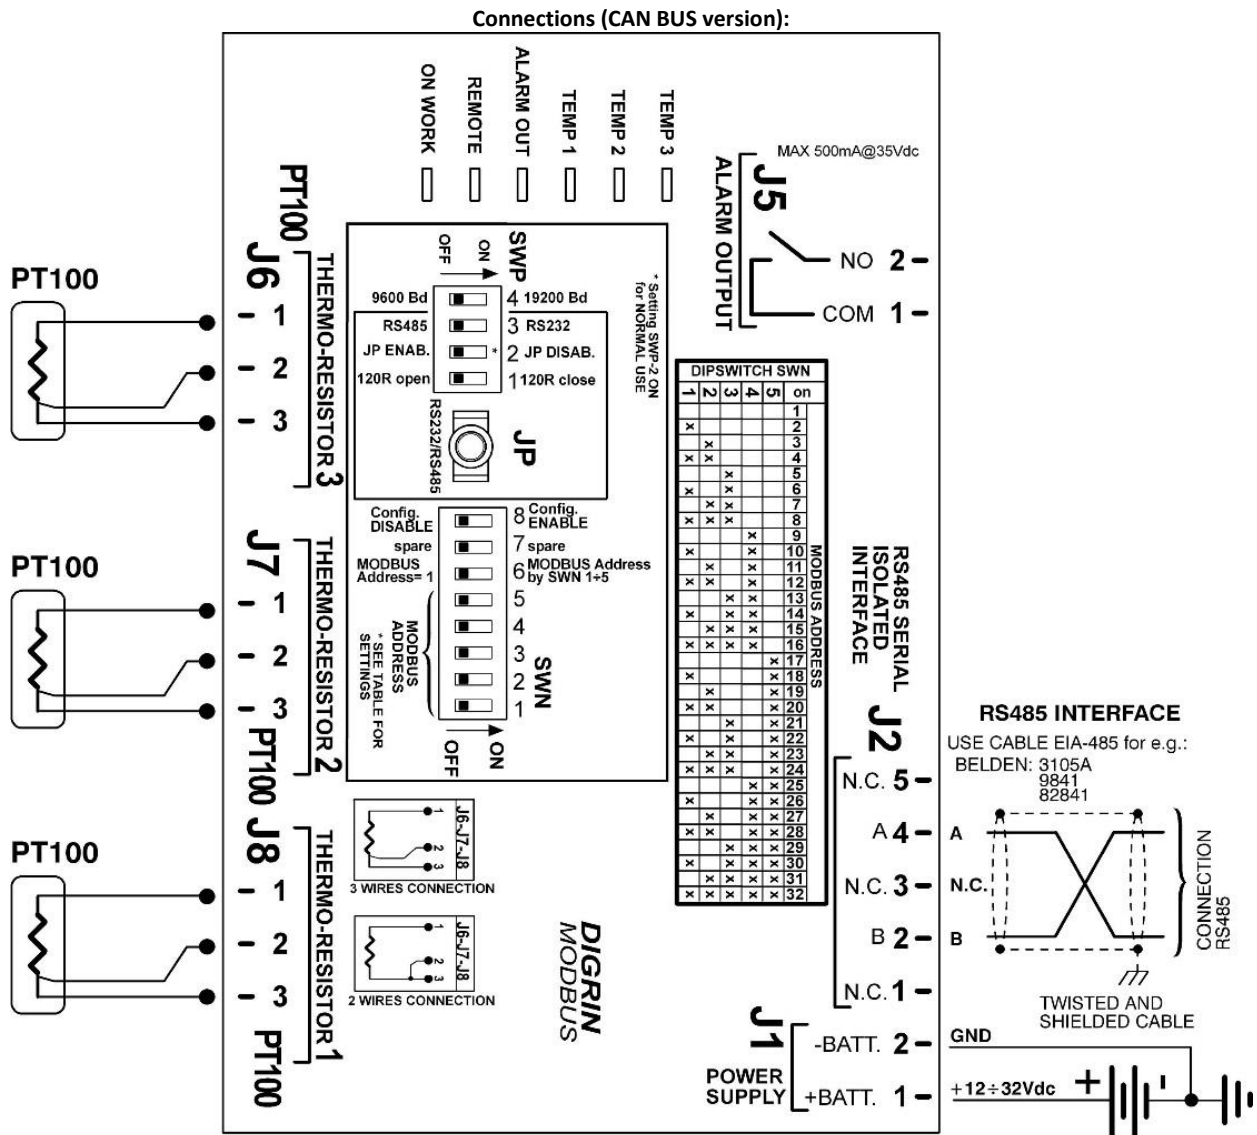 Connections (CAN BUS version):
ON WORK
REMOTE
ALARM OUT
TEMP 1
TEMP 2
TEMP 3
MAX 500mA@35Vdc
J5
ALARM OUTPUT
NO 2
COM 1
PT100
J6
THERMO-RESISTOR 3
PT100
1
2
3
OFF
ON
SWP
9600 Bd 4 19200 Bd
RS485 3 RS232
JP ENAB. * 2 JP DISAB.
120R open 1 120R close
* Setting SWP-2 ON
for NORMAL USE
RS232/RS485
JP
Config.
DISABLE
8 Config.
ENABLE
spare 7 spare
MODBUS
Address= 1
6 MODBUS Address
by SWN 1÷5
5
4
3
2
1
MODBUS
ADDRESS
* SEE TABLE FOR
SETTINGS
SWN
OFF
ON
DIPSWITCH SWN
1 2 3 4 5 on
1
x 2
x 3
x x 4
x 5
x x 6
x x 7
x x x 8
x 9
x x 10
x x 11
x x x 12
x x 13
x x x 14
x x x 15
x x x x 16
x 17
x x 18
x x 19
x x x 20
x x 21
x x x 22
x x x 23
x x x x 24
x x 25
x x x 26
x x x 27
x x x x 28
x x x 29
x x x x 30
x x x x 31
x x x x x 32
MODBUS ADDRESS
PT100
J7
THERMO-RESISTOR 2
PT100
1
2
3
PT100
J8
THERMO-RESISTOR 1
PT100
1
2
3
J6-J7-J8
1
2
3
3 WIRES CONNECTION
J6-J7-J8
1
2
3
2 WIRES CONNECTION
DIGRIN
MODBUS
RS485 SERIAL
ISOLATED
INTERFACE
J2
N.C. 5
A 4
N.C. 3
B 2
N.C. 1
RS485 INTERFACE
USE CABLE EIA-485 for e.g.:
BELDEN: 3105A
9841
82841
A
N.C.
B
CONNECTION
RS485
TWISTED AND
SHIELDED CABLE
J1
POWER
SUPPLY
-BATT. 2
+BATT. 1
GND
+12÷32Vdc
+ -